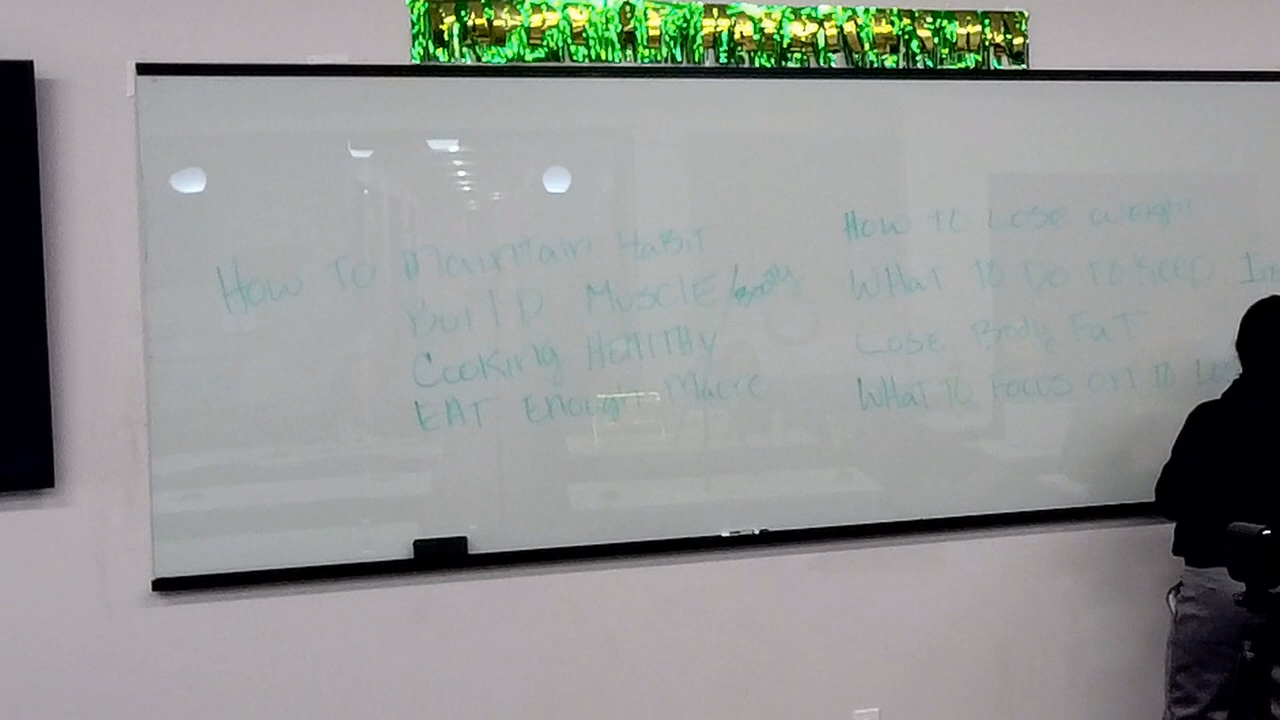 How To Maintain Habit
Build Muscle/body
Cooking Healthy
EAT Enough Macro
How To Lose Weight
WHat To Do To Keep
Lose Body FaT
WHaT To Focus on To